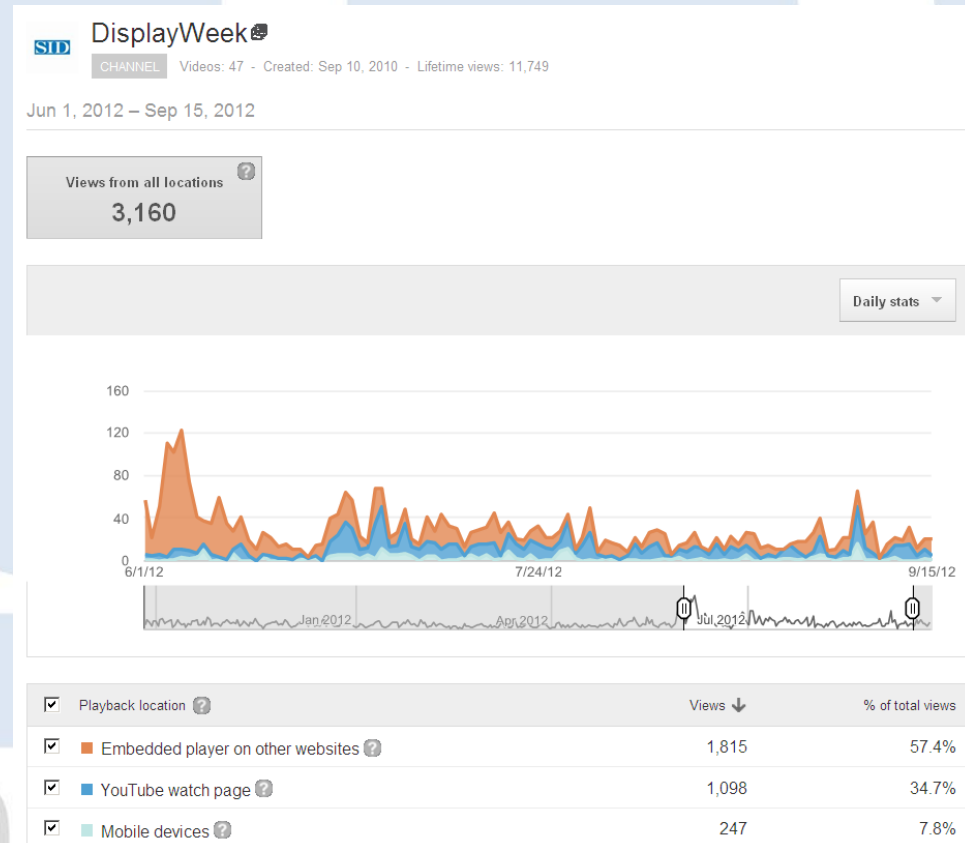 DisplayWeek
SID
CHANNEL Videos: 47 - Created: Sep 10, 2010 - Lifetime views: 11,749
Jun 1, 2012 – Sep 15, 2012
?
Views from all locations
3,160
Daily stats
160
120
80
40
0
6/1/12 7/24/12 9/15/12
Jan 2012 Apr 2012 Jul 2012
Playback location ? Views % of total views
Embedded player on other websites ? 1,815 57.4%
YouTube watch page ? 1,098 34.7%
Mobile devices ? 247 7.8%